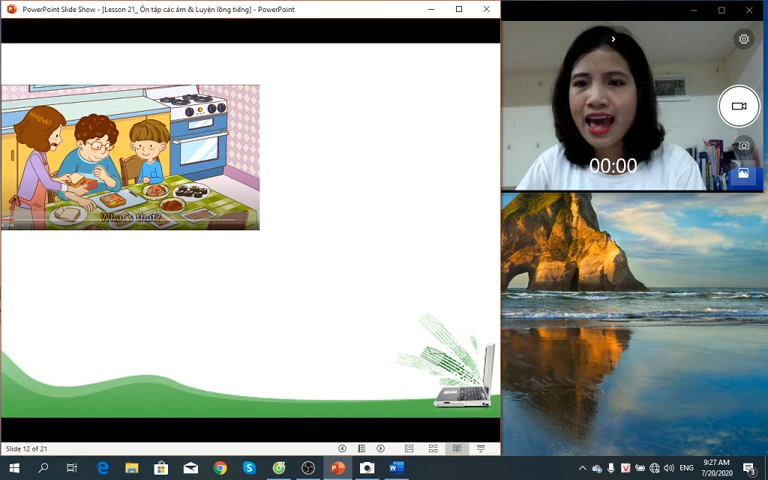 PowerPoint Slide Show - [Lesson 21_ Ôn tập các âm & Luyện lồng tiếng] - PowerPoint
00:00
What's that?
Slide 12 of 21
ENG
9:27 AM
7/20/2020
3